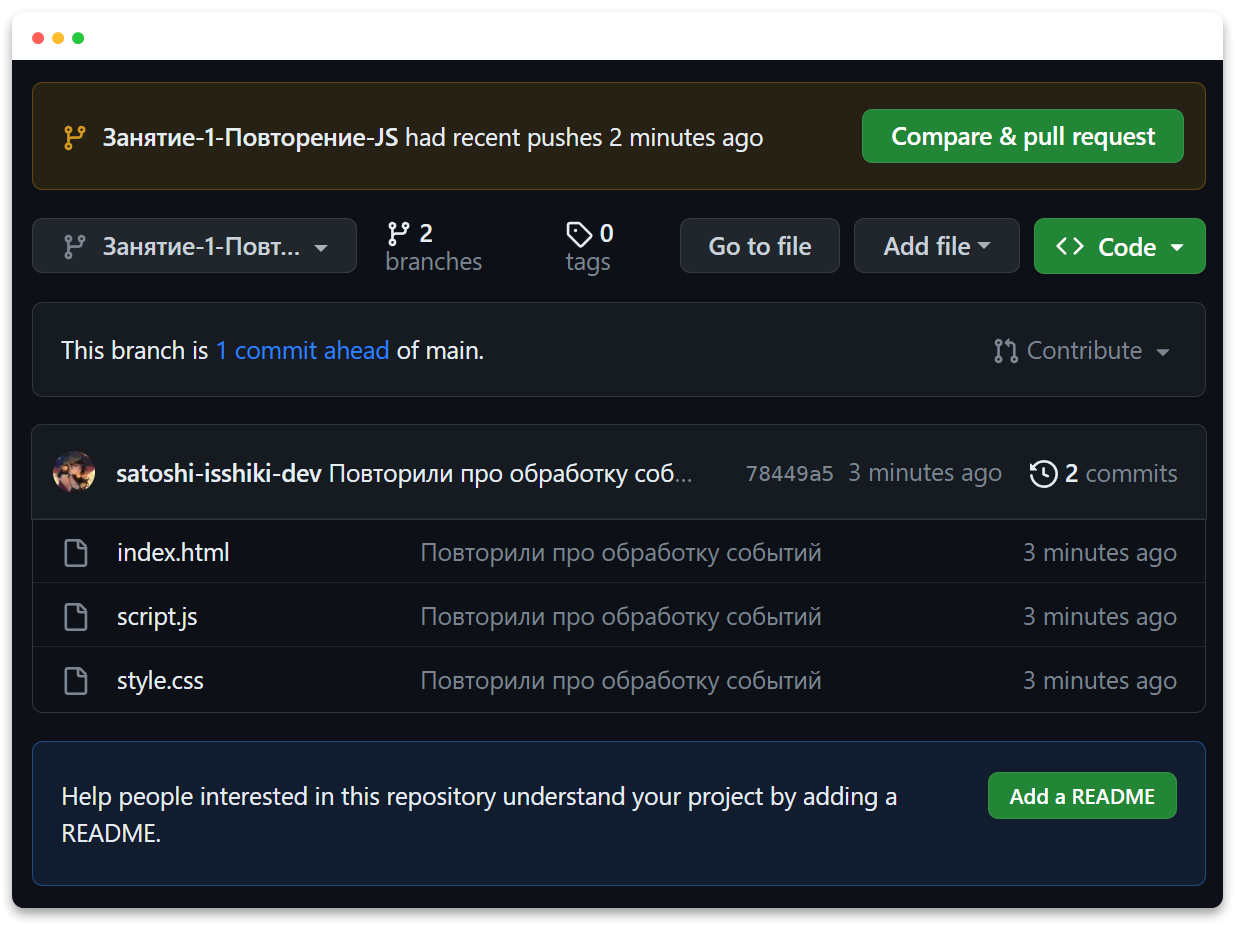 Занятие-1-Повторение-JS had recent pushes 2 minutes ago
Compare & pull request
Занятие-1-Повт...
2
branches
0
tags
Go to file
Add file
Code
This branch is 1 commit ahead of main.
Contribute
satoshi-isshiki-dev Повторили про обработку соб...
78449a5 3 minutes ago
2 commits
index.html
Повторили про обработку событий
3 minutes ago
script.js
Повторили про обработку событий
3 minutes ago
style.css
Повторили про обработку событий
3 minutes ago
Help people interested in this repository understand your project by adding a
README.
Add a README